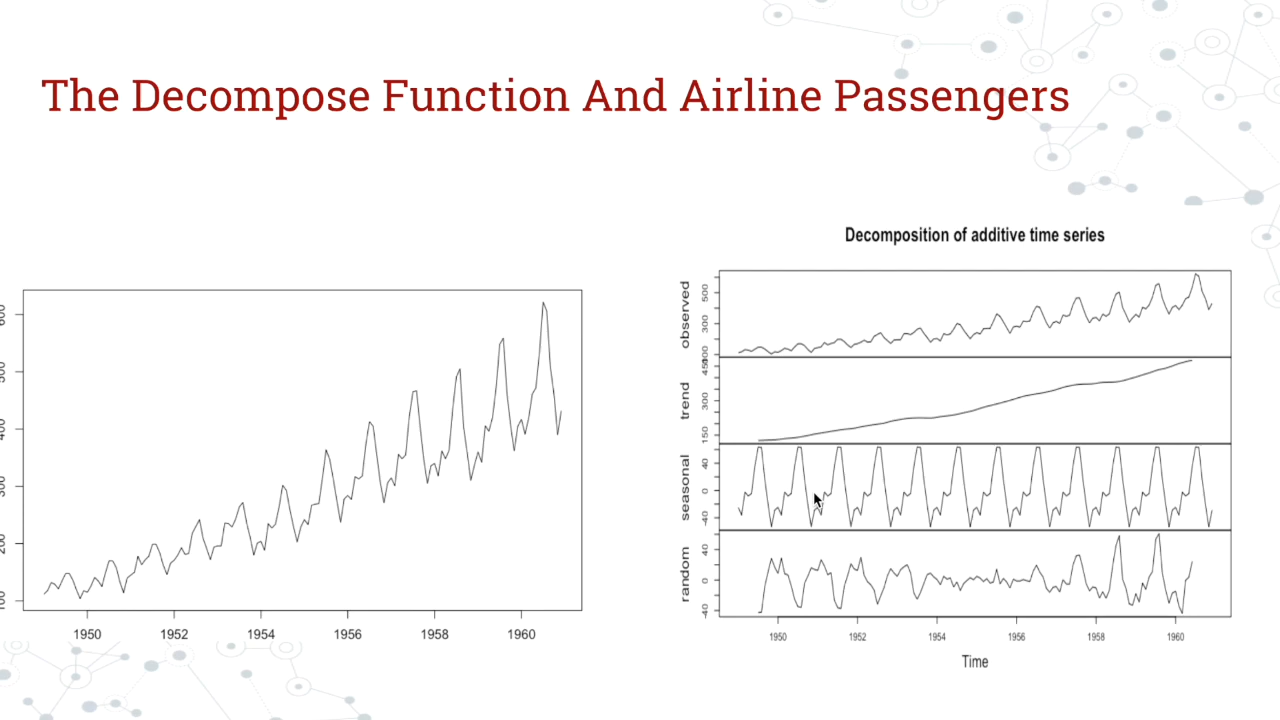 The Decompose Function And Airline Passengers
Decomposition of additive time series
600
500
400
300
200
100
1950 1952 1954 1956 1958 1960
observed
500
300
trend
450
300
150
seasonal
40
0
-40
random
40
0
-40
1950 1952 1954 1956 1958 1960
Time